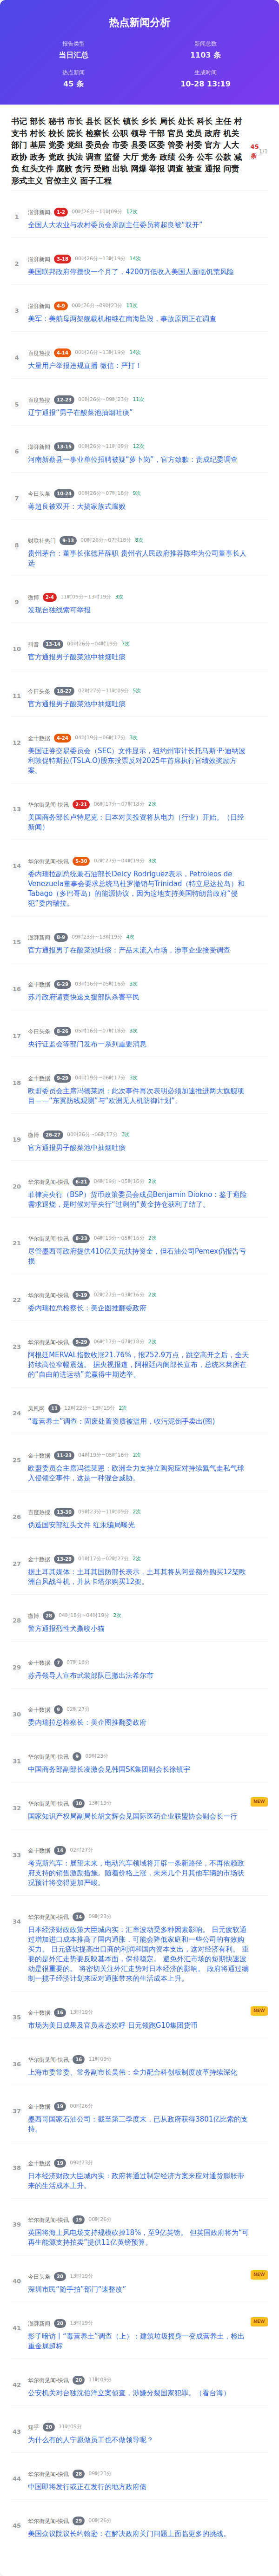 热点新闻分析
报告类型
新闻总数
当日汇总
1103 条
热点新闻
生成时间
45 条
10-28 13:19
书记 部长 秘书 市长 县长 区长 镇长 乡长 局长 处长 科长 主任 村
支书 村长 校长 院长 检察长 公职 领导 干部 官员 党员 政府 机关
部门 基层 党委 党组 委员会 市委 县委 区委 管委 村委 官方 人大
政协 政务 党政 执法 调查 监督 大厅 党务 政绩 公务 公车 公款 减
负 红头文件 腐败 贪污 受贿 出轨 网爆 举报 调查 被查 通报 问责
形式主义 官僚主义 面子工程
45
条
1/1
1
澎湃新闻 1-2 00时26分~11时09分 12次
全国人大农业与农村委员会原副主任委员蒋超良被“双开”
2
澎湃新闻 3-18 00时26分~13时19分 14次
美国联邦政府停摆快一个月了，4200万低收入美国人面临饥荒风险
3
澎湃新闻 4-9 00时26分~09时23分 11次
美军：美航母两架舰载机相继在南海坠毁，事故原因正在调查
4
百度热搜 4-14 00时26分~13时19分 14次
大量用户举报违规直播 微信：严打！
5
百度热搜 12-23 00时26分~09时23分 11次
辽宁通报“男子在酸菜池抽烟吐痰”
6
澎湃新闻 13-15 00时26分~11时09分 12次
河南新蔡县一事业单位招聘被疑“萝卜岗”，官方致歉：责成纪委调查
7
今日头条 10-24 00时26分~07时18分 9次
蒋超良被双开：大搞家族式腐败
8
财联社热门 9-13 00时26分~07时18分 8次
贵州茅台：董事长张德芹辞职 贵州省人民政府推荐陈华为公司董事长人
选
9
微博 2-4 11时09分~13时19分 3次
发现台独线索可举报
10
抖音 13-14 00时26分~04时19分 7次
官方通报男子酸菜池中抽烟吐痰
11
今日头条 18-27 02时27分~11时09分 5次
官方通报男子酸菜池中抽烟吐痰
12
金十数据 4-24 04时19分~06时17分 3次
美国证券交易委员会（SEC）文件显示，纽约州审计长托马斯·P·迪纳波
利敦促特斯拉(TSLA.O)股东投票反对2025年首席执行官绩效奖励方
案。
13
华尔街见闻-快讯 2-21 06时17分~07时18分 2次
美国商务部长卢特尼克：日本对美投资将从电力（行业）开始。（日经
新闻）
14
华尔街见闻-快讯 5-30 02时27分~04时19分 3次
委内瑞拉副总统兼石油部长Delcy Rodriguez表示，Petroleos de
Venezuela董事会要求总统马杜罗撤销与Trinidad（特立尼达岛）和
Tabago（多巴哥岛）的能源协议，因为这地支持美国特朗普政府“侵
犯”委内瑞拉。
15
澎湃新闻 8-9 09时23分~13时19分 4次
官方通报男子在酸菜池抽烟吐痰：产品未流入市场，涉事企业接受调查
16
金十数据 6-29 03时16分~05时16分 3次
苏丹政府谴责快速支援部队杀害平民
17
今日头条 8-26 05时16分~07时18分 3次
央行证监会等部门发布一系列重要消息
18
金十数据 9-29 04时19分~06时17分 3次
欧盟委员会主席冯德莱恩：此次事件再次表明必须加速推进两大旗舰项
目——“东翼防线观测”与“欧洲无人机防御计划”。
19
微博 26-27 00时26分~06时17分 3次
官方通报男子酸菜池中抽烟吐痰
20
华尔街见闻-快讯 6-21 04时19分~05时16分 2次
菲律宾央行（BSP）货币政策委员会成员Benjamin Diokno：鉴于避险
需求退烧，是时候对菲央行“过剩的”黄金持仓获利了结了。
21
华尔街见闻-快讯 6-23 04时19分~05时16分 2次
尽管墨西哥政府提供410亿美元扶持资金，但石油公司Pemex仍报告亏
损
22
华尔街见闻-快讯 9-19 02时27分~03时16分 2次
委内瑞拉总检察长：美企图推翻委政府
23
华尔街见闻-快讯 9-29 06时17分~07时18分 2次
阿根廷MERVAL指数收涨21.76%，报252.9万点，跳空高开之后，全天
持续高位窄幅震荡。 据央视报道，阿根廷内阁部长宣布，总统米莱所在
的“自由前进运动”党赢得中期选举。
24
凤凰网 11 12时22分~13时19分 2次
“毒营养土”调查：固废处置资质被滥用，收污泥倒手卖出(图)
25
金十数据 11-23 04时19分~05时16分 2次
欧盟委员会主席冯德莱恩：欧洲全力支持立陶宛应对持续氦气走私气球
入侵领空事件，这是一种混合威胁。
26
百度热搜 13-30 09时23分~11时09分 2次
伪造国安部红头文件 红汞骗局曝光
27
金十数据 13-29 01时17分~02时27分 2次
据土耳其媒体：土耳其国防部长表示，土耳其将从阿曼额外购买12架欧
洲台风战斗机，并从卡塔尔购买12架。
28
微博 28 04时18分~04时19分 2次
警方通报烈性犬撕咬小猫
29
金十数据 7 07时18分
苏丹领导人宣布武装部队已撤出法希尔市
30
金十数据 9 02时27分
委内瑞拉总检察长：美企图推翻委政府
31
华尔街见闻-快讯 9 09时23分
中国商务部副部长凌激会见韩国SK集团副会长徐镇宇
32
华尔街见闻-快讯 10 13时19分
NEW
国家知识产权局副局长胡文辉会见国际医药企业联盟协会副会长一行
33
金十数据 14 02时27分
考克斯汽车：展望未来，电动汽车领域将开辟一条新路径，不再依赖政
府支持的销售激励措施。随着价格上涨，未来几个月其他车辆的市场状
况预计将变得更加严峻。
34
华尔街见闻-快讯 14 09时23分
日本经济财政政策大臣城内实：汇率波动受多种因素影响。 日元疲软通
过增加进口成本推高了国内通胀，可能会降低家庭和一些公司的有效购
买力。 日元疲软提高出口商的利润和国内资本支出，这对经济有利。 重
要的是外汇走势要反映基本面，保持稳定。 避免外汇市场的短期快速波
动是很重要的。 将密切关注外汇走势对日本经济的影响。 政府将通过编
制一揽子经济计划来应对通胀带来的生活成本上升。
35
金十数据 16 13时19分
NEW
市场为美日成果及官员表态欢呼 日元领跑G10集团货币
36
华尔街见闻-快讯 16 11时09分
上海市委常委、常务副市长吴伟：全力配合科创板制度改革持续深化
37
金十数据 19 00时26分
墨西哥国家石油公司：截至第三季度末，已从政府获得3801亿比索的支
持。
38
金十数据 19 09时23分
日本经济财政大臣城内实：政府将通过制定经济方案来应对通货膨胀带
来的生活成本上升。
39
华尔街见闻-快讯 19 00时26分
英国将海上风电场支持规模砍掉18%，至9亿英镑。 但英国政府将为“可
再生能源支持拍卖”提供11亿英镑预算。
40
今日头条 20 13时19分
NEW
深圳市民“随手拍”部门“速整改”
41
澎湃新闻 20 13时19分
NEW
影子暗访丨“毒营养土”调查（上）：建筑垃圾摇身一变成营养土，检出
重金属超标
42
华尔街见闻-快讯 20 11时09分
公安机关对台独沈伯洋立案侦查，涉嫌分裂国家犯罪。（看台海）
43
知乎 20 11时09分
为什么有的人宁愿做员工也不做领导呢？
44
华尔街见闻-快讯 28 09时23分
中国即将发行或正在发行的地方政府债
45
华尔街见闻-快讯 29 00时26分
美国众议院议长约翰逊：在解决政府关门问题上面临更多的挑战。